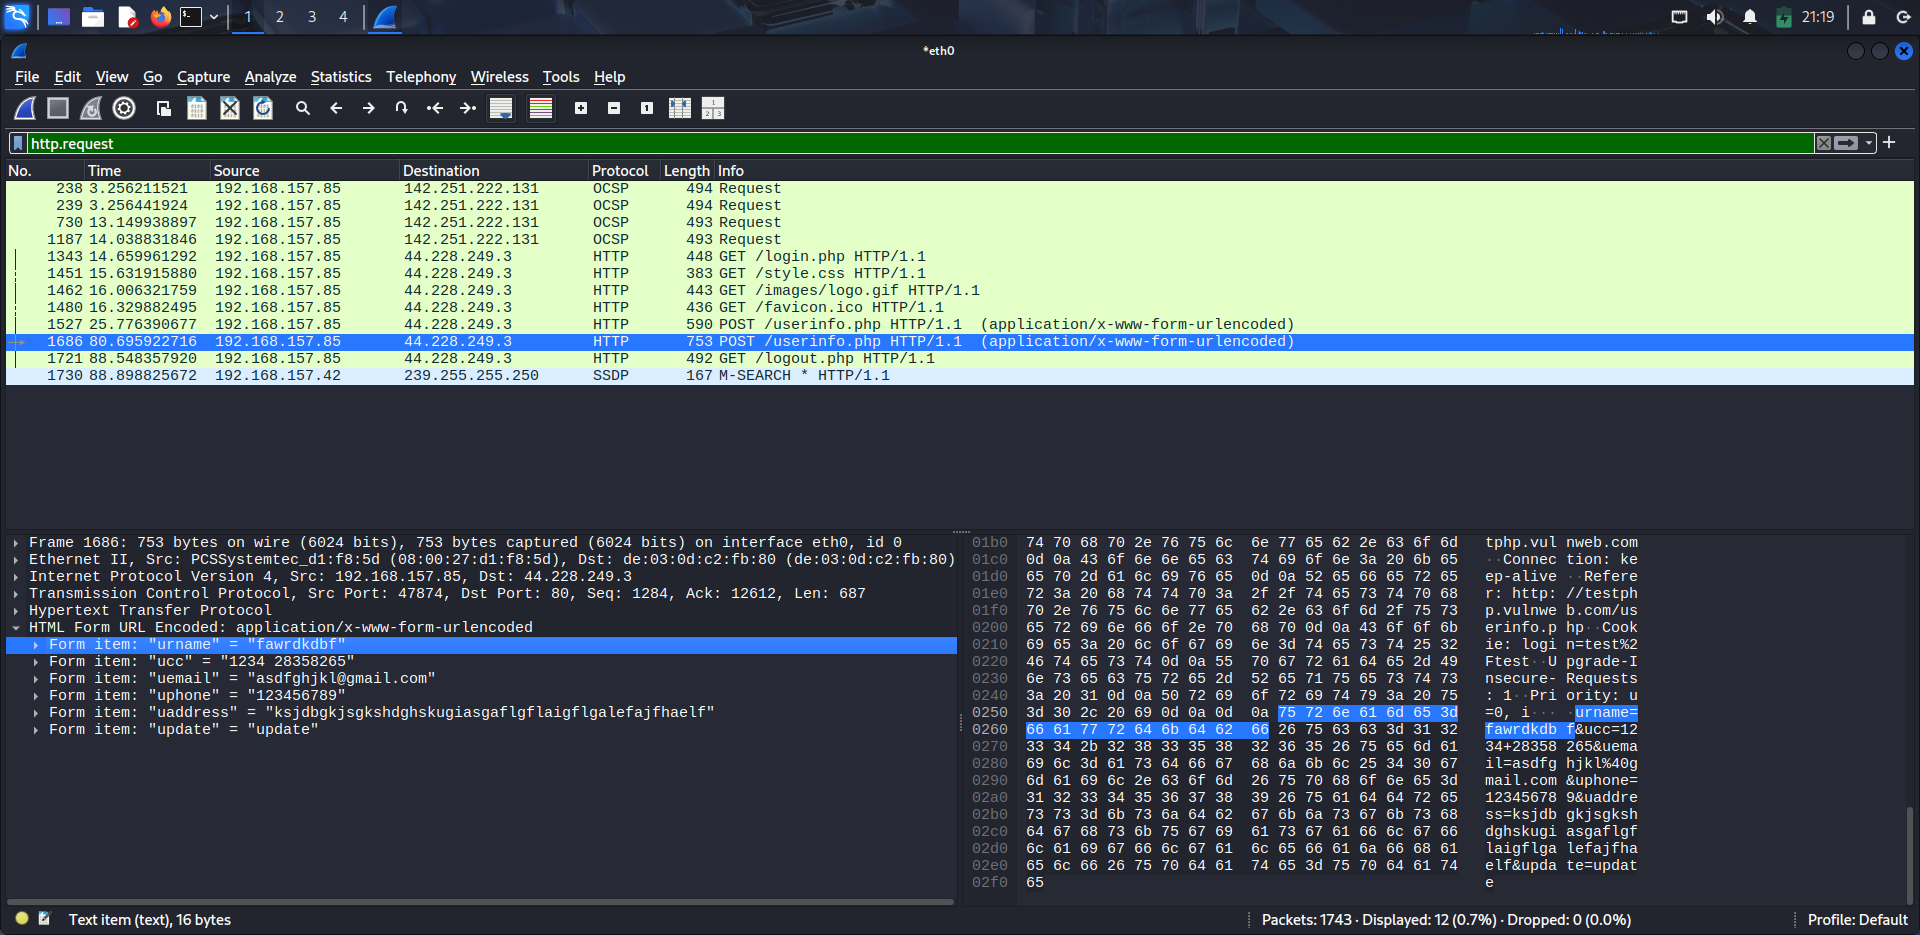 1 2 3 4 21:19
*eth0
File Edit View Go Capture Analyze Statistics Telephony Wireless Tools Help
http.request
No. Time Source Destination Protocol Length Info
238 3.256211521 192.168.157.85 142.251.222.131 OCSP 494 Request
239 3.256441924 192.168.157.85 142.251.222.131 OCSP 494 Request
730 13.149938897 192.168.157.85 142.251.222.131 OCSP 493 Request
1187 14.038831846 192.168.157.85 142.251.222.131 OCSP 493 Request
1343 14.659961292 192.168.157.85 44.228.249.3 HTTP 448 GET /login.php HTTP/1.1
1451 15.631915880 192.168.157.85 44.228.249.3 HTTP 383 GET /style.css HTTP/1.1
1462 16.006321759 192.168.157.85 44.228.249.3 HTTP 443 GET /images/logo.gif HTTP/1.1
1480 16.329882495 192.168.157.85 44.228.249.3 HTTP 436 GET /favicon.ico HTTP/1.1
1527 25.776390677 192.168.157.85 44.228.249.3 HTTP 590 POST /userinfo.php HTTP/1.1 (application/x-www-form-urlencoded)
1686 80.695922716 192.168.157.85 44.228.249.3 HTTP 753 POST /userinfo.php HTTP/1.1 (application/x-www-form-urlencoded)
1721 88.548357920 192.168.157.85 44.228.249.3 HTTP 492 GET /logout.php HTTP/1.1
1730 88.898825672 192.168.157.42 239.255.255.250 SSDP 167 M-SEARCH * HTTP/1.1
Frame 1686: 753 bytes on wire (6024 bits), 753 bytes captured (6024 bits) on interface eth0, id 0
Ethernet II, Src: PCSSystemtec_d1:f8:5d (08:00:27:d1:f8:5d), Dst: de:03:0d:c2:fb:80 (de:03:0d:c2:fb:80)
Internet Protocol Version 4, Src: 192.168.157.85, Dst: 44.228.249.3
Transmission Control Protocol, Src Port: 47874, Dst Port: 80, Seq: 1284, Ack: 12612, Len: 687
Hypertext Transfer Protocol
HTML Form URL Encoded: application/x-www-form-urlencoded
Form item: "urname" = "fawrdkdbf"
Form item: "ucc" = "1234 28358265"
Form item: "uemail" = "asdfghjkl@gmail.com"
Form item: "uphone" = "123456789"
Form item: "uaddress" = "ksjdbgkjsgkshdghskugiasgaflgflaigflgalefajfhaelf"
Form item: "update" = "update"
01b0 74 70 68 70 2e 76 75 6c 6e 77 65 62 2e 63 6f 6d tphp.vul nweb.com
01c0 0d 0a 43 6f 6e 6e 65 63 74 69 6f 6e 3a 20 6b 65 ··Connec tion: ke
01d0 65 70 2d 61 6c 69 76 65 0d 0a 52 65 66 65 72 65 ep-alive ··Refere
01e0 72 3a 20 68 74 74 70 3a 2f 2f 74 65 73 74 70 68 r: http: //testph
01f0 70 2e 76 75 6c 6e 77 65 62 2e 63 6f 6d 2f 75 73 p.vulnwe b.com/us
0200 65 72 69 6e 66 6f 2e 70 68 70 0d 0a 43 6f 6f 6b erinfo.p hp··Cook
0210 69 65 3a 20 6c 6f 67 69 6e 3d 74 65 73 74 25 32 ie: logi n=test%2
0220 46 74 65 73 74 0d 0a 55 70 67 72 61 64 65 2d 49 Ftest··U pgrade-I
0230 6e 73 65 63 75 72 65 2d 52 65 71 75 65 73 74 73 nsecure- Requests
0240 3a 20 31 0d 0a 50 72 69 6f 72 69 74 79 3a 20 75 : 1··Pri ority: u
0250 3d 30 2c 20 69 0d 0a 0d 0a 75 72 6e 61 6d 65 3d =0, i··· ·urname=
0260 66 61 77 72 64 6b 64 62 66 26 75 63 63 3d 31 32 fawrdkdb f&ucc=12
0270 33 34 2b 32 38 33 35 38 32 36 35 26 75 65 6d 61 34+28358 265&uema
0280 69 6c 3d 61 73 64 66 67 68 6a 6b 6c 25 34 30 67 il=asdfg hjkl%40g
0290 6d 61 69 6c 2e 63 6f 6d 26 75 70 68 6f 6e 65 3d mail.com &uphone=
02a0 31 32 33 34 35 36 37 38 39 26 75 61 64 64 72 65 12345678 9&uaddre
02b0 73 73 3d 6b 73 6a 64 62 67 6b 6a 73 67 6b 73 68 ss=ksjdb gkjsgksh
02c0 64 67 68 73 6b 75 67 69 61 73 67 61 66 6c 67 66 dghskugi asgaflgf
02d0 6c 61 69 67 66 6c 67 61 6c 65 66 61 6a 66 68 61 laigflga lefajfha
02e0 65 6c 66 26 75 70 64 61 74 65 3d 75 70 64 61 74 elf&upda te=updat
02f0 65 e
Text item (text), 16 bytes Packets: 1743 · Displayed: 12 (0.7%) · Dropped: 0 (0.0%) Profile: Default